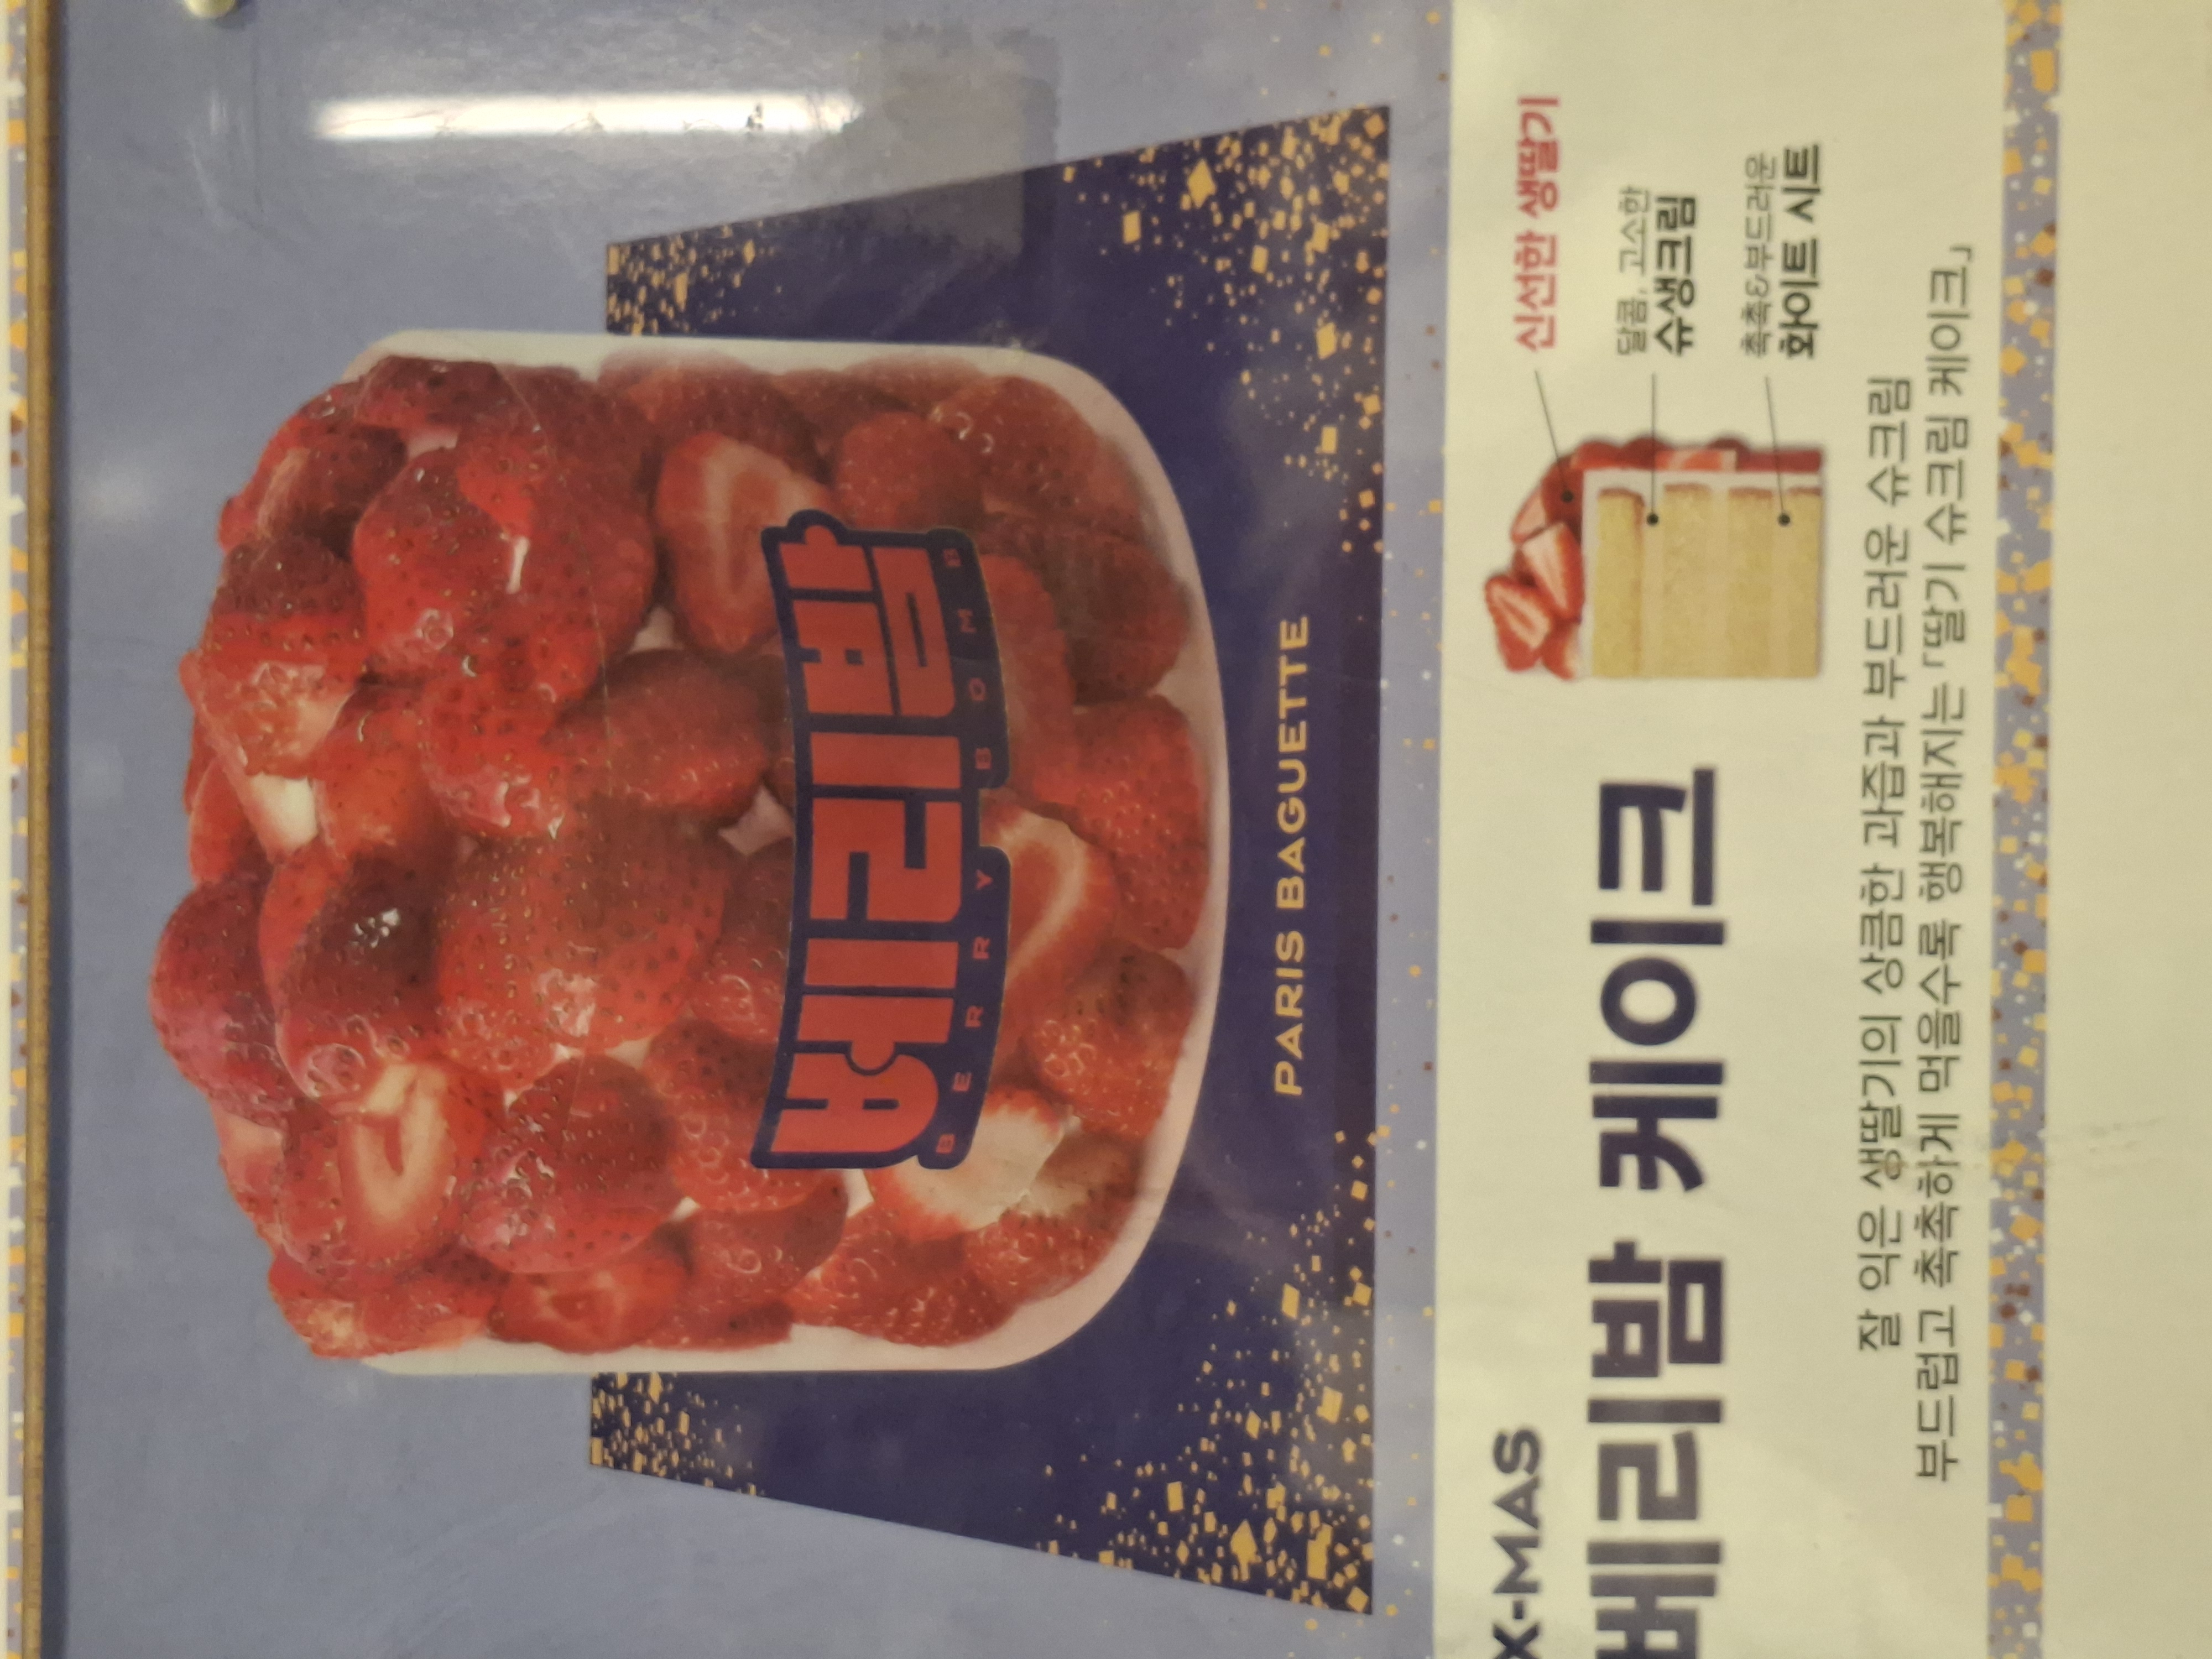 베리밤
BERRY BOMB
PARIS BAGUETTE
X-MAS
베리밤 케이크
신선한 생딸기
달콤, 고소한
슈생크림
촉촉&부드러운
화이트 시트
잘 익은 생딸기의 상큼한 과즙과 부드러운 슈크림
부드럽고 촉촉하게 먹을수록 행복해지는 「딸기 슈크림 케이크」